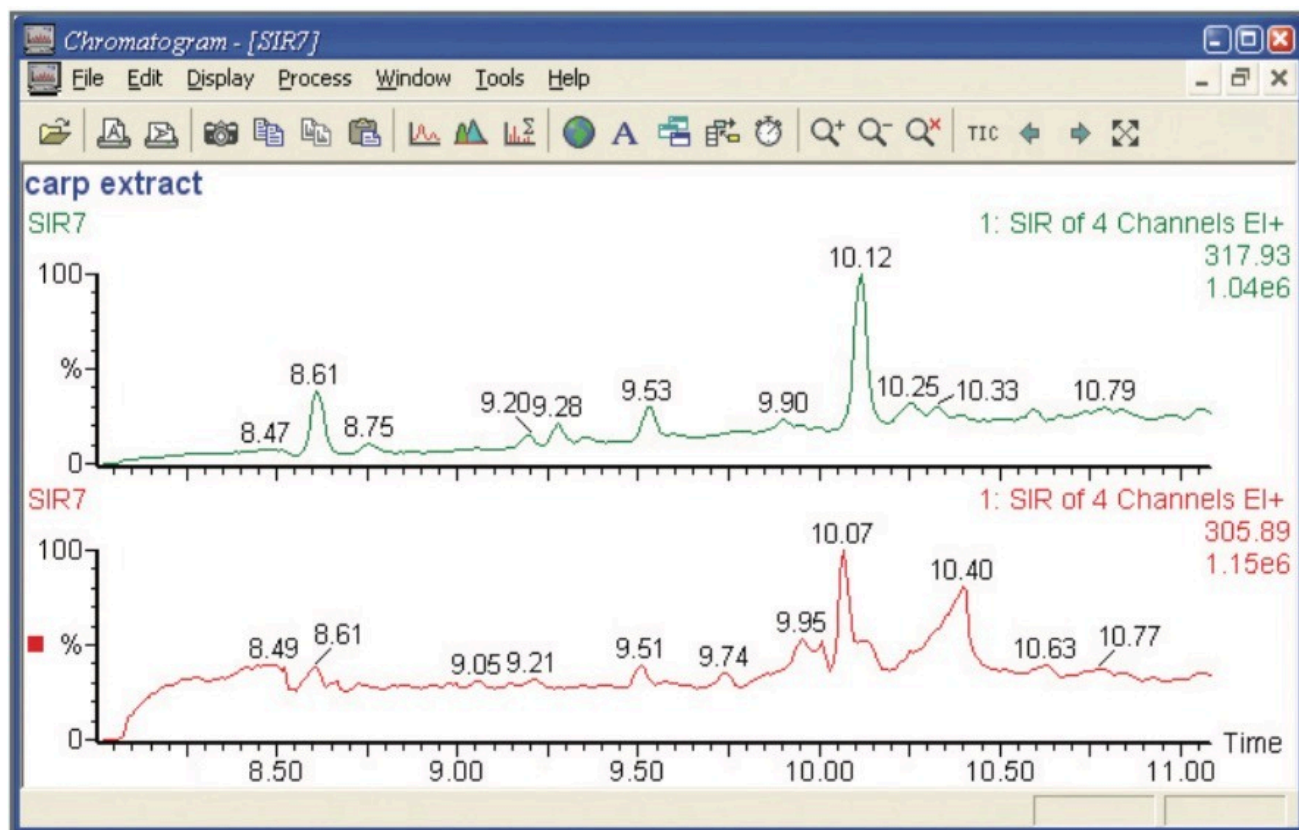 Chromatogram - [SIR7]
File Edit Display Process Window Tools Help
A A A Σ TIC
carp extract
SIR7 1: SIR of 4 Channels EI+
317.93
1.04e6
100
%
0
8.47 8.61 8.75 9.20 9.28 9.53 9.90 10.12 10.25 10.33 10.79
SIR7 1: SIR of 4 Channels EI+
305.89
1.15e6
100
%
0
8.49 8.61 9.05 9.21 9.51 9.74 9.95 10.07 10.40 10.63 10.77
Time
8.50 9.00 9.50 10.00 10.50 11.00